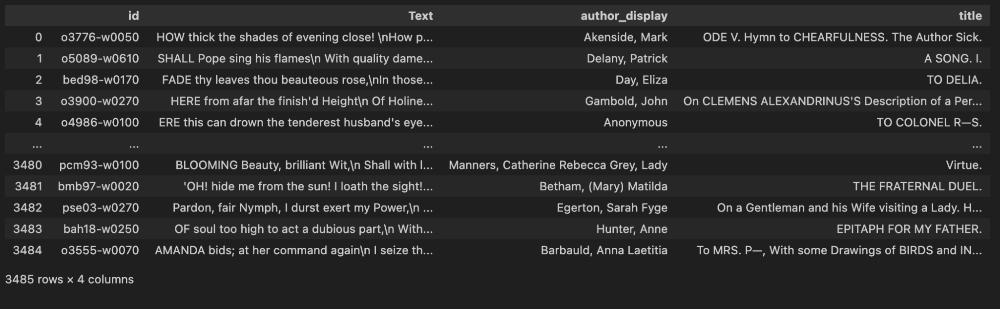 id Text author_display title
0 o3776-w0050 HOW thick the shades of evening close! \nHow p... Akenside, Mark ODE V. Hymn to CHEARFULNESS. The Author Sick.
1 o5089-w0610 SHALL Pope sing his flames\n With quality dame... Delany, Patrick A SONG. I.
2 bed98-w0170 FADE thy leaves thou beauteous rose,\nIn those... Day, Eliza TO DELIA.
3 o3900-w0270 HERE from afar the finish'd Height\n Of Holine... Gambold, John On CLEMENS ALEXANDRINUS'S Description of a Per...
4 o4986-w0100 ERE this can drown the tenderest husband's eye... Anonymous TO COLONEL R—S.
... ... ... ... ...
3480 pcm93-w0100 BLOOMING Beauty, brilliant Wit,\n Shall with l... Manners, Catherine Rebecca Grey, Lady Virtue.
3481 bmb97-w0020 'OH! hide me from the sun! I loath the sight!... Betham, (Mary) Matilda THE FRATERNAL DUEL.
3482 pse03-w0270 Pardon, fair Nymph, I durst exert my Power,\n ... Egerton, Sarah Fyge On a Gentleman and his Wife visiting a Lady. H...
3483 bah18-w0250 OF soul too high to act a dubious part,\n With... Hunter, Anne EPITAPH FOR MY FATHER.
3484 o3555-w0070 AMANDA bids; at her command again\n I seize th... Barbauld, Anna Laetitia To MRS. P—, With some Drawings of BIRDS and IN...
3485 rows × 4 columns